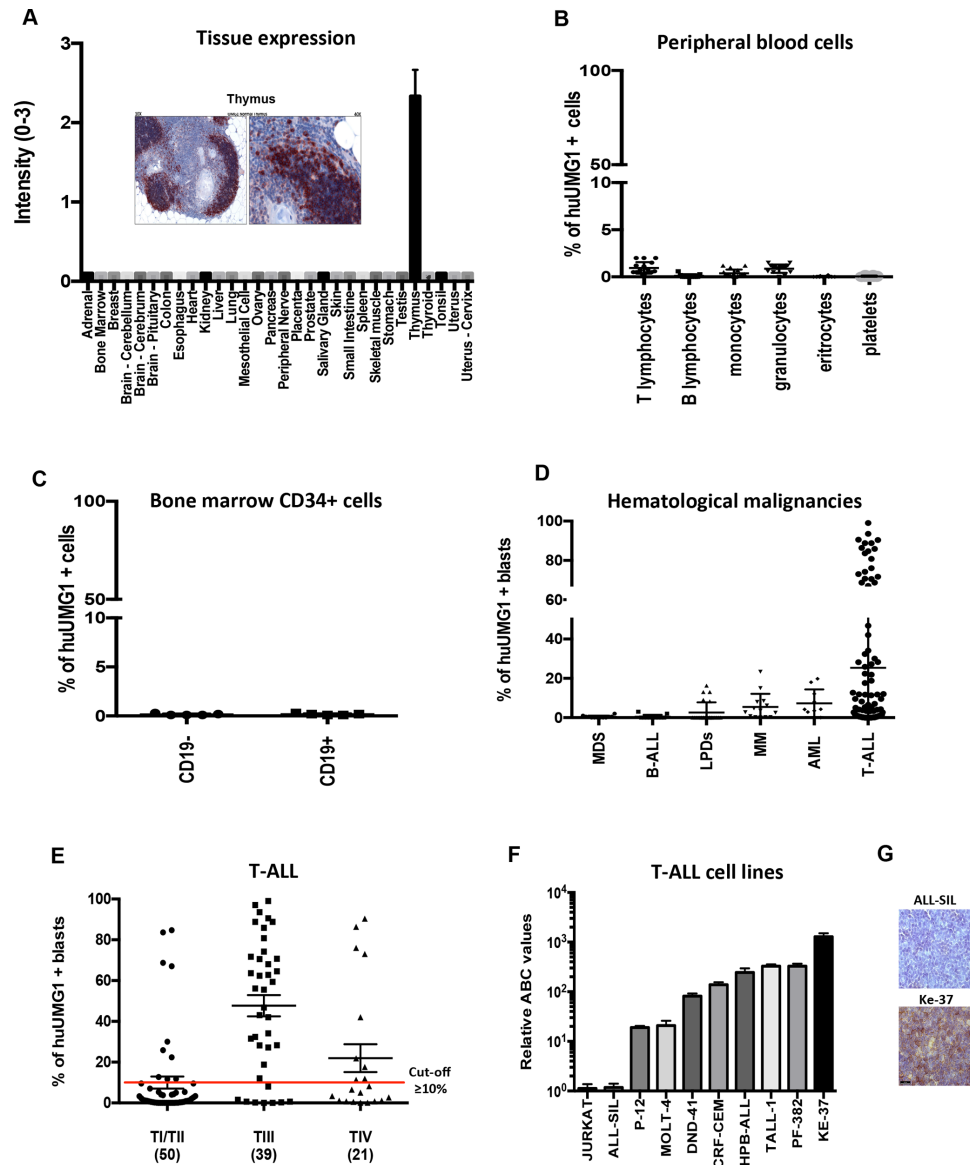 A
Tissue expression
Intensity (0-3)
3
2
1
0
Thymus
Adrenal
Bone Marrow
Breast
Brain - Cerebellum
Brain - Cerebrum
Brain - Pituitary
Colon
Esophagus
Heart
Kidney
Liver
Lung
Mesothelial Cell
Ovary
Pancreas
Peripheral Nerve
Placenta
Prostate
Salivary Gland
Skin
Small Intestine
Spleen
Skeletal muscle
Stomach
Testis
Thymus
Thyroid
Tonsil
Uterus
Uterus - Cervix
B
Peripheral blood cells
% of huUMG1 + cells
100
50
10
5
0
T lymphocytes
B lymphocytes
monocytes
granulocytes
eritrocytes
platelets
C
Bone marrow CD34+ cells
% of huUMG1 + cells
100
50
10
5
0
CD19-
CD19+
D
Hematological malignancies
% of huUMG1 + blasts
100
80
60
40
20
0
MDS
B-ALL
LPDs
MM
AML
T-ALL
E
T-ALL
% of huUMG1 + blasts
100
80
60
40
20
0
Cut-off
≥10%
TI/TII
(50)
TIII
(39)
TIV
(21)
F
T-ALL cell lines
Relative ABC values
10⁴
10³
10²
10¹
10⁰
JURKAT
ALL-SIL
P-12
MOLT-4
DND-41
CRF-CEM
HPB-ALL
TALL-1
PF-382
KE-37
G
ALL-SIL
Ke-37